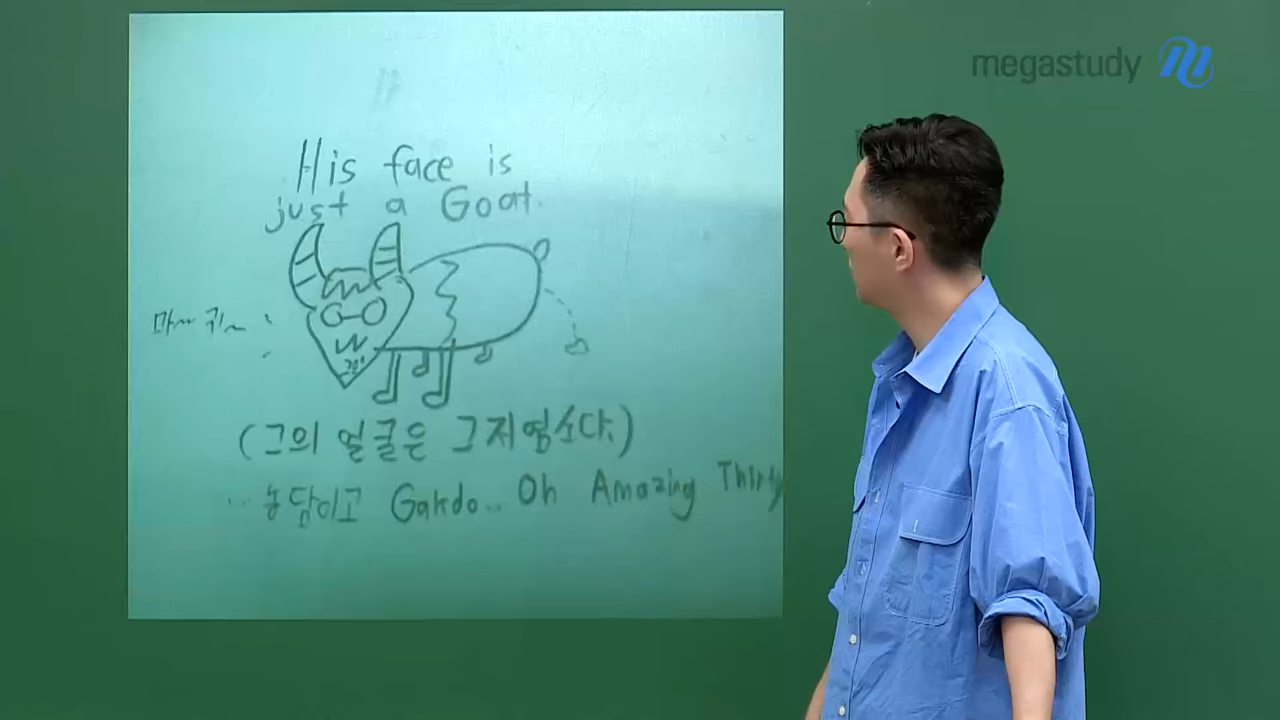 megastudy
His face is
just a Goat.
마~ 귀~
(그의 얼굴은 그저염소다.)
... 농담이고 Gakdo.. Oh Amazing Thirty